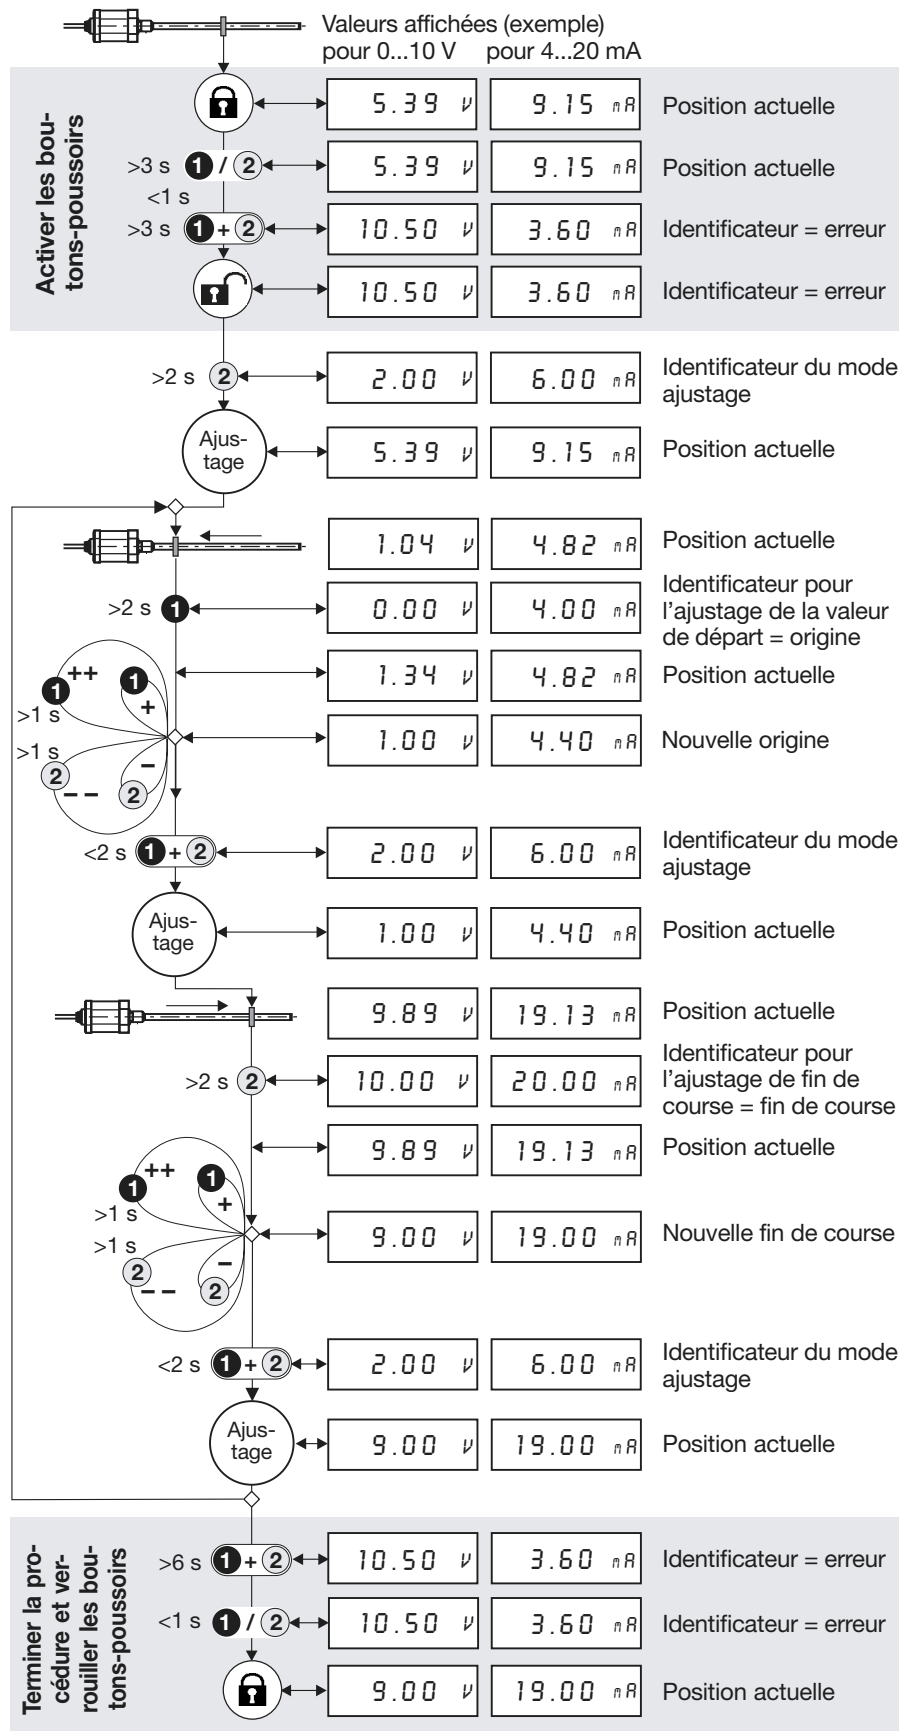 Valeurs affichées (exemple)
pour 0...10 V pour 4...20 mA
Activer les bou-
tons-poussoirs
5.39 V 9.15 mA Position actuelle
>3 s 1 / 2 5.39 V 9.15 mA Position actuelle
<1 s
>3 s 1 + 2 10.50 V 3.60 mA Identificateur = erreur
10.50 V 3.60 mA Identificateur = erreur
>2 s 2 2.00 V 6.00 mA Identificateur du mode
ajustage
Ajus-
tage
5.39 V 9.15 mA Position actuelle
1.04 V 4.82 mA Position actuelle
>2 s 1 0.00 V 4.00 mA Identificateur pour
l'ajustage de la valeur
de départ = origine
1 ++ 1 +
>1 s
1.34 V 4.82 mA Position actuelle
>1 s
2 – – 2 –
1.00 V 4.40 mA Nouvelle origine
<2 s 1 + 2 2.00 V 6.00 mA Identificateur du mode
ajustage
Ajus-
tage
1.00 V 4.40 mA Position actuelle
9.89 V 19.13 mA Position actuelle
>2 s 2 10.00 V 20.00 mA Identificateur pour
l'ajustage de fin de
course = fin de course
9.89 V 19.13 mA Position actuelle
1 ++ 1 +
>1 s
>1 s
2 – – 2 –
9.00 V 19.00 mA Nouvelle fin de course
<2 s 1 + 2 2.00 V 6.00 mA Identificateur du mode
ajustage
Ajus-
tage
9.00 V 19.00 mA Position actuelle
Terminer la pro-
cédure et ver-
rouiller les bou-
tons-poussoirs
>6 s 1 + 2 10.50 V 3.60 mA Identificateur = erreur
<1 s 1 / 2 10.50 V 3.60 mA Identificateur = erreur
9.00 V 19.00 mA Position actuelle